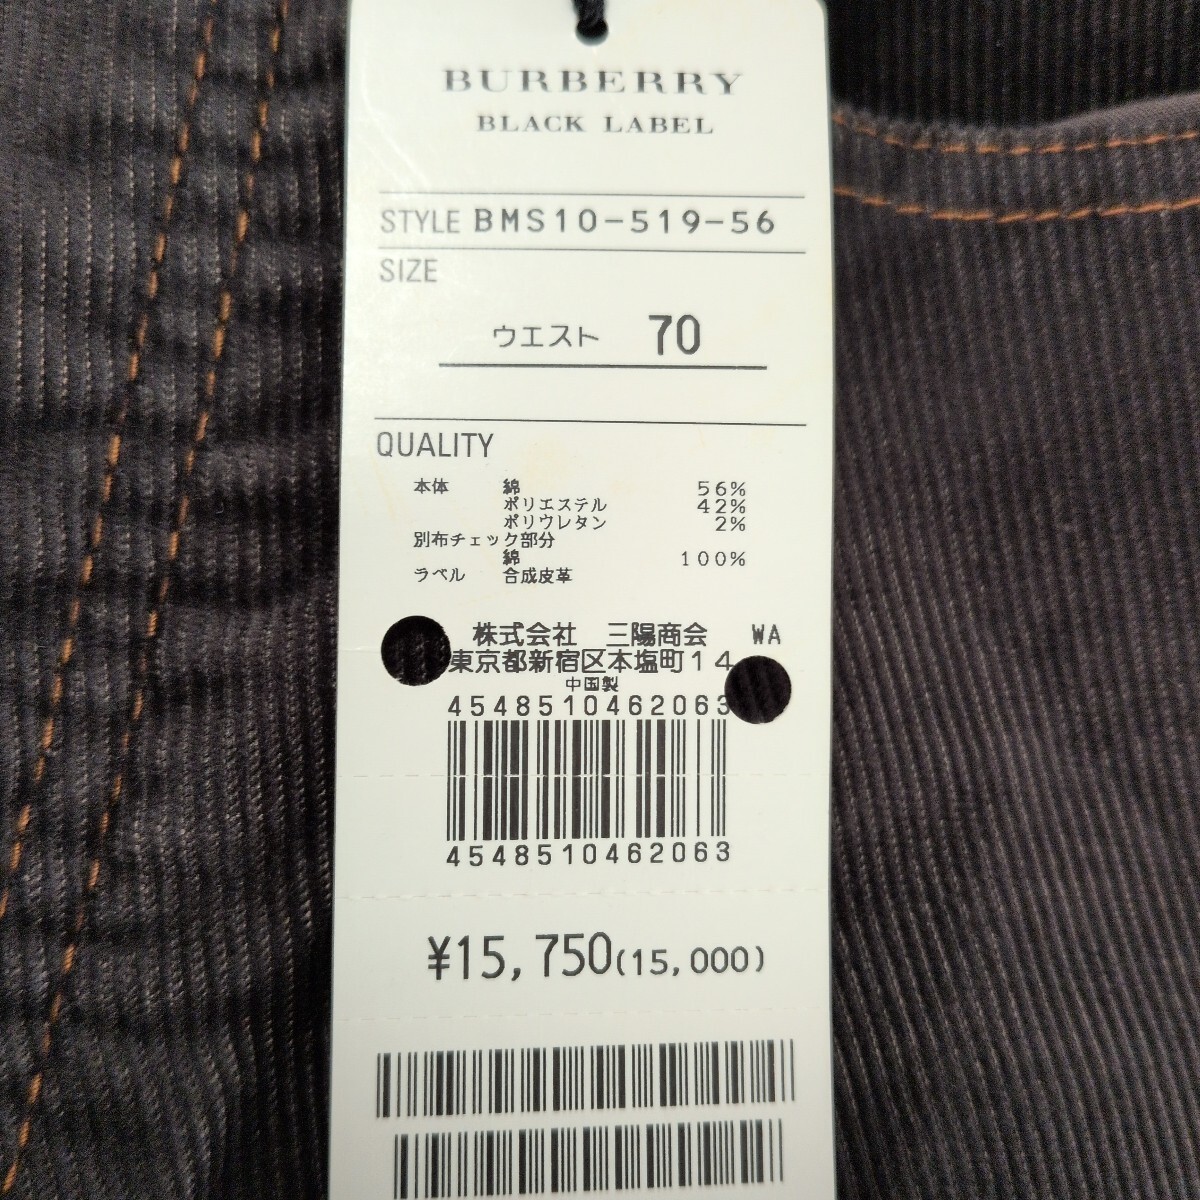 BURBERRY
BLACK LABEL
STYLE BMS10-519-56
SIZE
ウエスト 70
QUALITY
本体 綿 56%
ポリエステル 42%
ポリウレタン 2%
別布チェック部分
綿 100%
ラベル 合成皮革
株式会社 三陽商会 WA
東京都新宿区本塩町14
中国製
4548510462063
4548510462063
¥15,750(15,000)